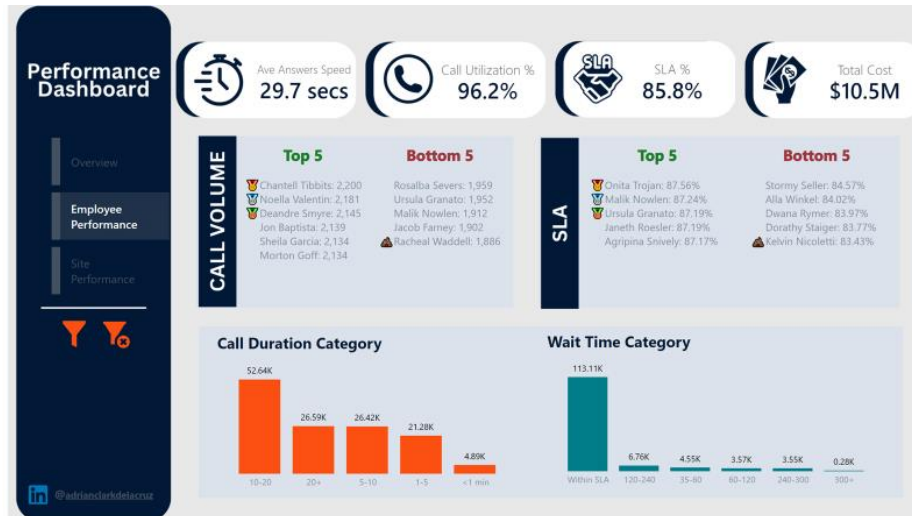 Performance
Dashboard
Overview
Employee
Performance
Site
Performance
@adrianclarkdelacruz
Ave Answers Speed
29.7 secs
Call Utilization %
96.2%
SLA
SLA %
85.8%
Total Cost
$10.5M
CALL VOLUME
Top 5
Chantell Tibbits: 2,200
Noella Valentin: 2,181
Deandre Smyre: 2,145
Jon Baptista: 2,139
Sheila Garcia: 2,134
Morton Goff: 2,134
Bottom 5
Rosalba Severs: 1,959
Ursula Granato: 1,952
Malik Nowlen: 1,912
Jacob Farney: 1,902
Racheal Waddell: 1,886
SLA
Top 5
Onita Trojan: 87.56%
Malik Nowlen: 87.24%
Ursula Granato: 87.19%
Janeth Roesler: 87.19%
Agripina Snively: 87.17%
Bottom 5
Stormy Seller: 84.57%
Alla Winkel: 84.02%
Dwana Rymer: 83.97%
Dorathy Staiger: 83.77%
Kelvin Nicoletti: 83.43%
Call Duration Category
52.64K
26.59K
26.42K
21.28K
4.89K
10-20
20+
5-10
1-5
<1 min
Wait Time Category
113.11K
6.76K
4.55K
3.57K
3.55K
0.28K
Within SLA
120-240
35-60
60-120
240-300
300+
in